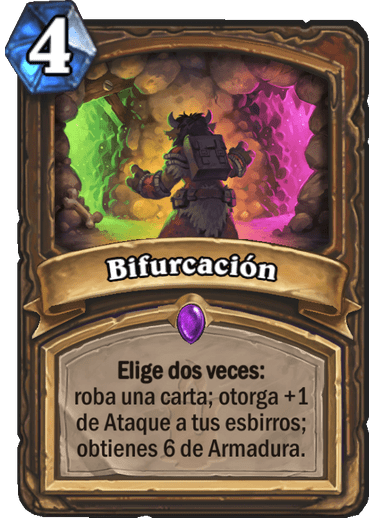 4
Bifurcación
Elige dos veces:
roba una carta; otorga +1
de Ataque a tus esbirros;
obtienes 6 de Armadura.